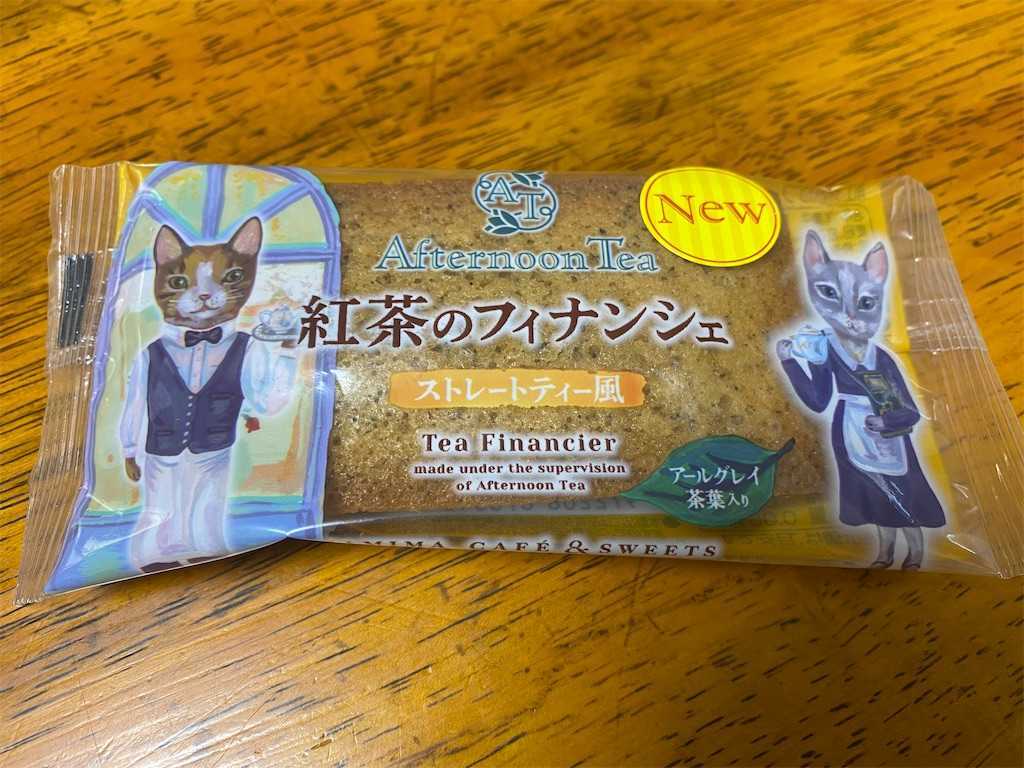 AT
Afternoon Tea
New
紅茶のフィナンシェ
ストレートティー風
Tea Financier
made under the supervision
of Afternoon Tea
アールグレイ
茶葉入り
MIMA CAFÉ & SWEETS